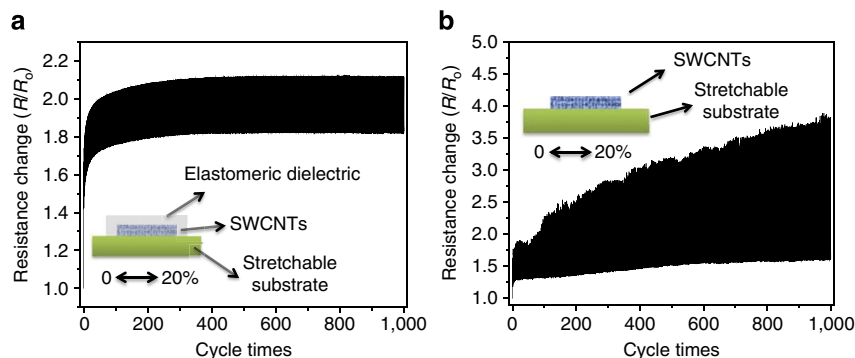 a
Resistance change (R/Ro)
2.2
2.0
1.8
1.6
1.4
1.2
1.0
Elastomeric dielectric
SWCNTs
Stretchable
substrate
0 20%
0 200 400 600 800 1,000
Cycle times
b
Resistance change (R/Ro)
5.0
4.5
4.0
3.5
3.0
2.5
2.0
1.5
1.0
SWCNTs
Stretchable
substrate
0 20%
0 200 400 600 800 1,000
Cycle times